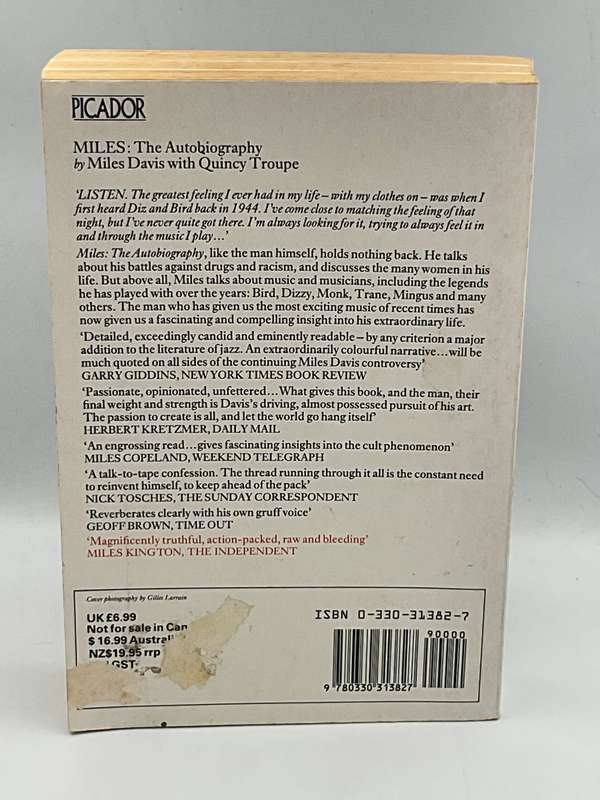 PICADOR
MILES: The Autobiography
by Miles Davis with Quincy Troupe
'LISTEN. The greatest feeling I ever had in my life – with my clothes on – was when I
first heard Diz and Bird back in 1944. I've come close to matching the feeling of that
night, but I've never quite got there. I'm always looking for it, trying to always feel it in
and through the music I play…'
Miles: The Autobiography, like the man himself, holds nothing back. He talks
about his battles against drugs and racism, and discusses the many women in his
life. But above all, Miles talks about music and musicians, including the legends
he has played with over the years: Bird, Dizzy, Monk, Trane, Mingus and many
others. The man who has given us the most exciting music of recent times has
now given us a fascinating and compelling insight into his extraordinary life.
'Detailed, exceedingly candid and eminently readable – by any criterion a major
addition to the literature of jazz. An extraordinarily colourful narrative…will be
much quoted on all sides of the continuing Miles Davis controversy'
GARRY GIDDINS, NEW YORK TIMES BOOK REVIEW
'Passionate, opinionated, unfettered…What gives this book, and the man, their
final weight and strength is Davis's driving, almost possessed pursuit of his art.
The passion to create is all, and let the world go hang itself'
HERBERT KRETZMER, DAILY MAIL
'An engrossing read…gives fascinating insights into the cult phenomenon'
MILES COPELAND, WEEKEND TELEGRAPH
'A talk-to-tape confession. The thread running through it all is the constant need
to reinvent himself, to keep ahead of the pack'
NICK TOSCHES, THE SUNDAY CORRESPONDENT
'Reverberates clearly with his own gruff voice'
GEOFF BROWN, TIME OUT
'Magnificently truthful, action-packed, raw and bleeding'
MILES KINGTON, THE INDEPENDENT
Cover photography by Gilles Larrain
UK £6.99
Not for sale in Can
$ 16.99 Austral
NZ$19.95 rrp
GST
ISBN 0-330-31382-7
90000
9 780330 313827